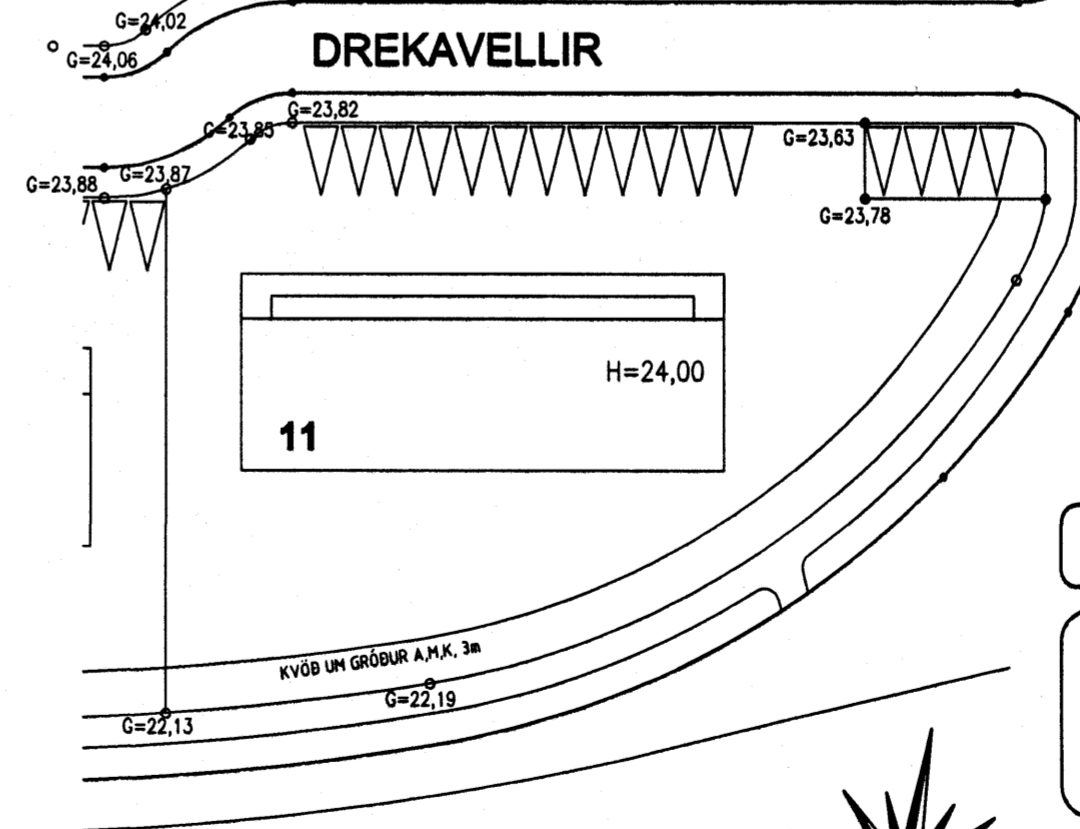 G=24,02
G=24,06
DREKAVELLIR
G=23,82
G=23,85
G=23,63
G=23,87
G=23,88
G=23,78
H=24,00
11
KVÖÐ UM GRÓÐUR A,M,K, 3m
G=22,19
G=22,13